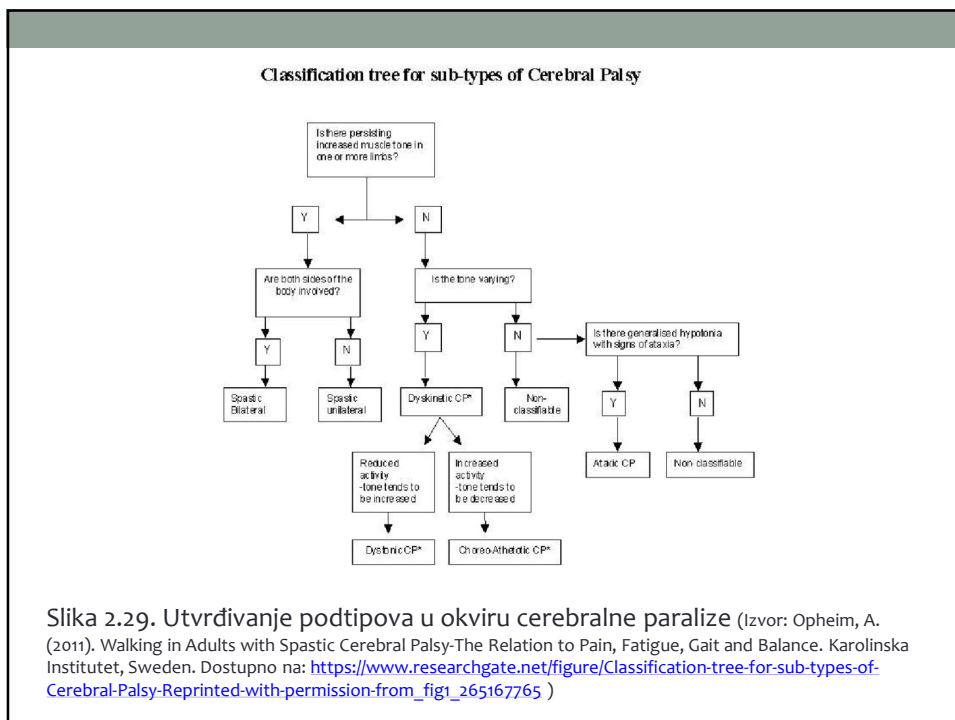 Classification tree for sub-types of Cerebral Palsy
Is there persisting
increased muscle tone in
one or more limbs?
Y
N
Are both sides of the
body involved?
Is the tone varying?
Is there generalised hypotonia
with signs of ataxia?
Y
N
Y
N
Spastic
Bilateral
Spastic
unilateral
Dyskinetic CP*
Non-
classifiable
Y
N
Reduced
activity
-tone tends to
be increased
Increased
activity
-tone tends to
be decreased
Ataxic CP
Non-classifiable
Dystonic CP*
Choreo-Athetotic CP*
Slika 2.29. Utvrđivanje podtipova u okviru cerebralne paralize (Izvor: Opheim, A.
(2011). Walking in Adults with Spastic Cerebral Palsy-The Relation to Pain, Fatigue, Gait and Balance. Karolinska
Institutet, Sweden. Dostupno na: https://www.researchgate.net/figure/Classification-tree-for-sub-types-of-
Cerebral-Palsy-Reprinted-with-permission-from_fig1_265167765 )